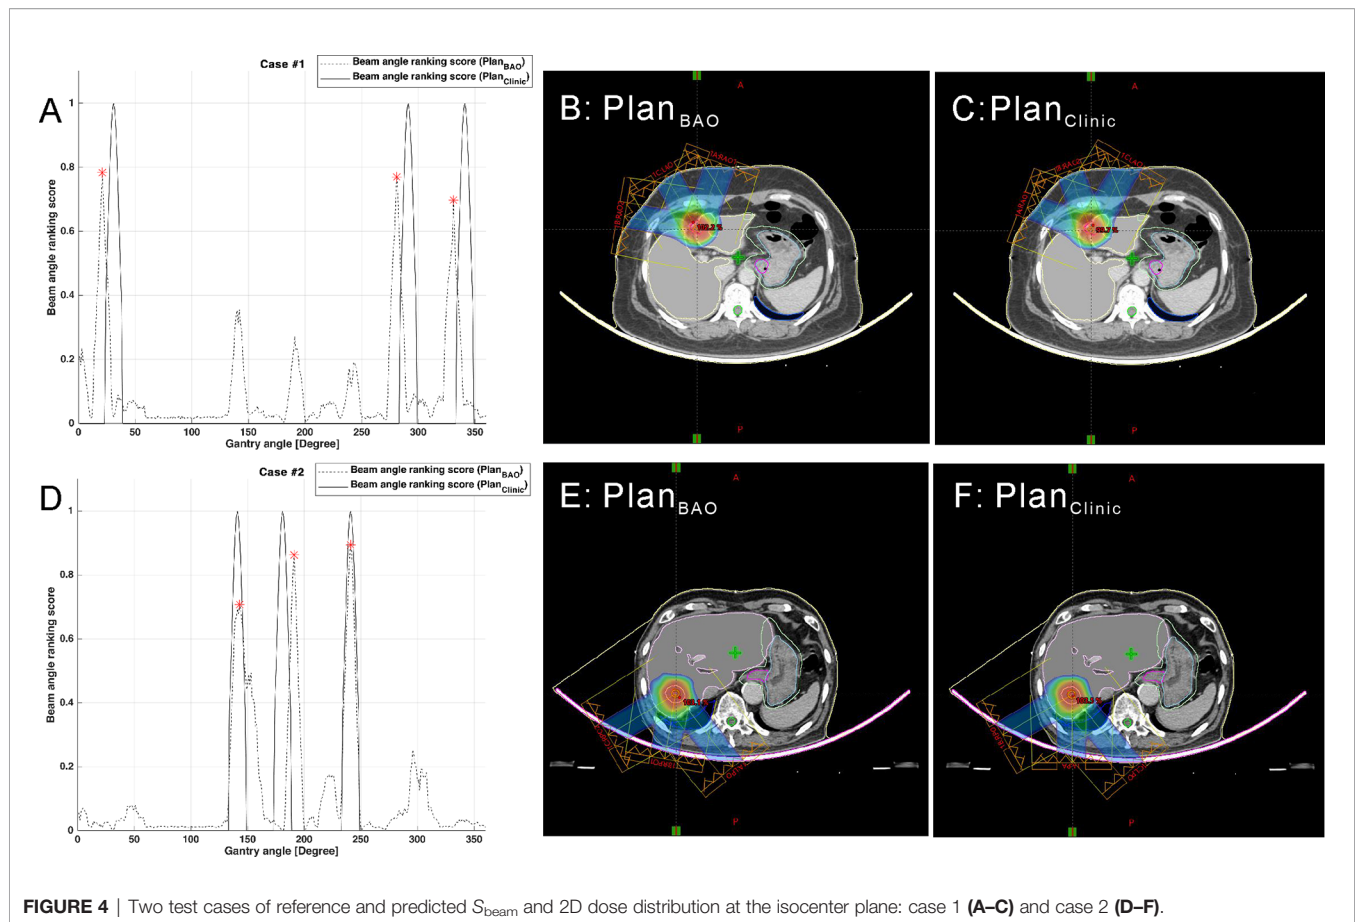 A
Case #1
Beam angle ranking score (Plan_BAO)
Beam angle ranking score (Plan_Clinic)
Beam angle ranking score
1
0.8
0.6
0.4
0.2
0
0 50 100 150 200 250 300 350
Gantry angle [Degree]
B: Plan_BAO
A
P
C: Plan_Clinic
A
P
D
Case #2
Beam angle ranking score (Plan_BAO)
Beam angle ranking score (Plan_Clinic)
Beam angle ranking score
1
0.8
0.6
0.4
0.2
0
0 50 100 150 200 250 300 350
Gantry angle [Degree]
E: Plan_BAO
A
P
F: Plan_Clinic
A
P
FIGURE 4 | Two test cases of reference and predicted S_beam and 2D dose distribution at the isocenter plane: case 1 (A–C) and case 2 (D–F).